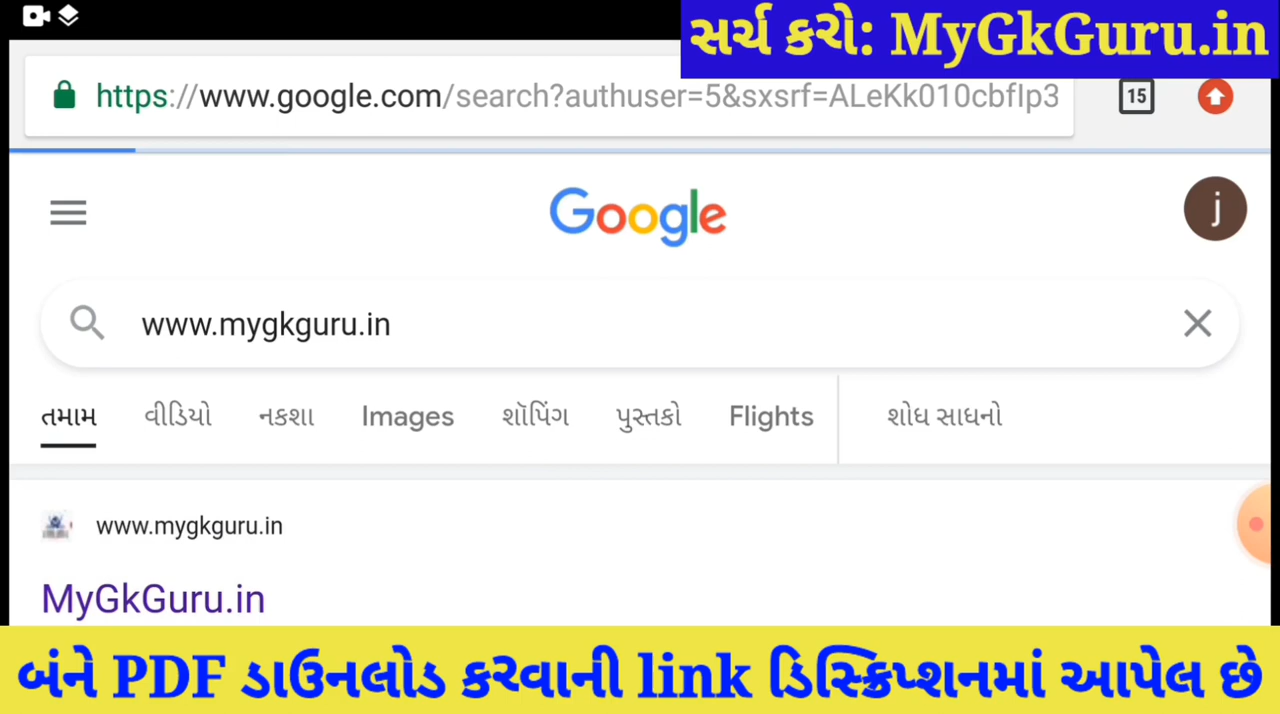 સર્ચ કરો: MyGkGuru.in
https://www.google.com/search?authuser=5&sxsrf=ALeKk010cbfIp3
15
Google
j
www.mygkguru.in
તમામ વીડિયો નકશા Images શૉપિંગ પુસ્તકો Flights શોધ સાધનો
www.mygkguru.in
MyGkGuru.in
બંને PDF ડાઉનલોડ કરવાની link ડિસ્ક્રિપ્શનમાં આપેલ છે